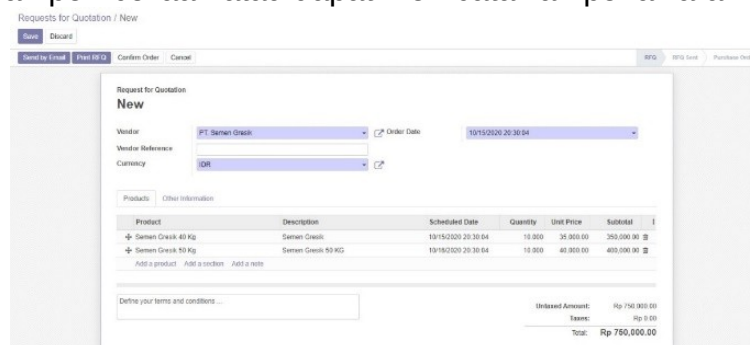 Requests for Quotation / New
Save Discard
Send by Email Print RFQ Confirm Order Cancel RFQ RFQ Sent Purchase Ord
Request for Quotation
New
Vendor PT. Semen Gresik Order Date 10/15/2020 20:30:04
Vendor Reference
Currency IDR
Products Other Information
Product Description Scheduled Date Quantity Unit Price Subtotal
Semen Gresik 40 Kg Semen Gresik 10/15/2020 20:30:04 10.000 35,000.00 350,000.00
Semen Gresik 50 Kg Semen Gresik 50 KG 10/18/2020 20:30:04 10.000 40,000.00 400,000.00
Add a product Add a section Add a note
Define your terms and conditions ...
Untaxed Amount: Rp 750,000.00
Taxes: Rp 0.00
Total: Rp 750,000.00